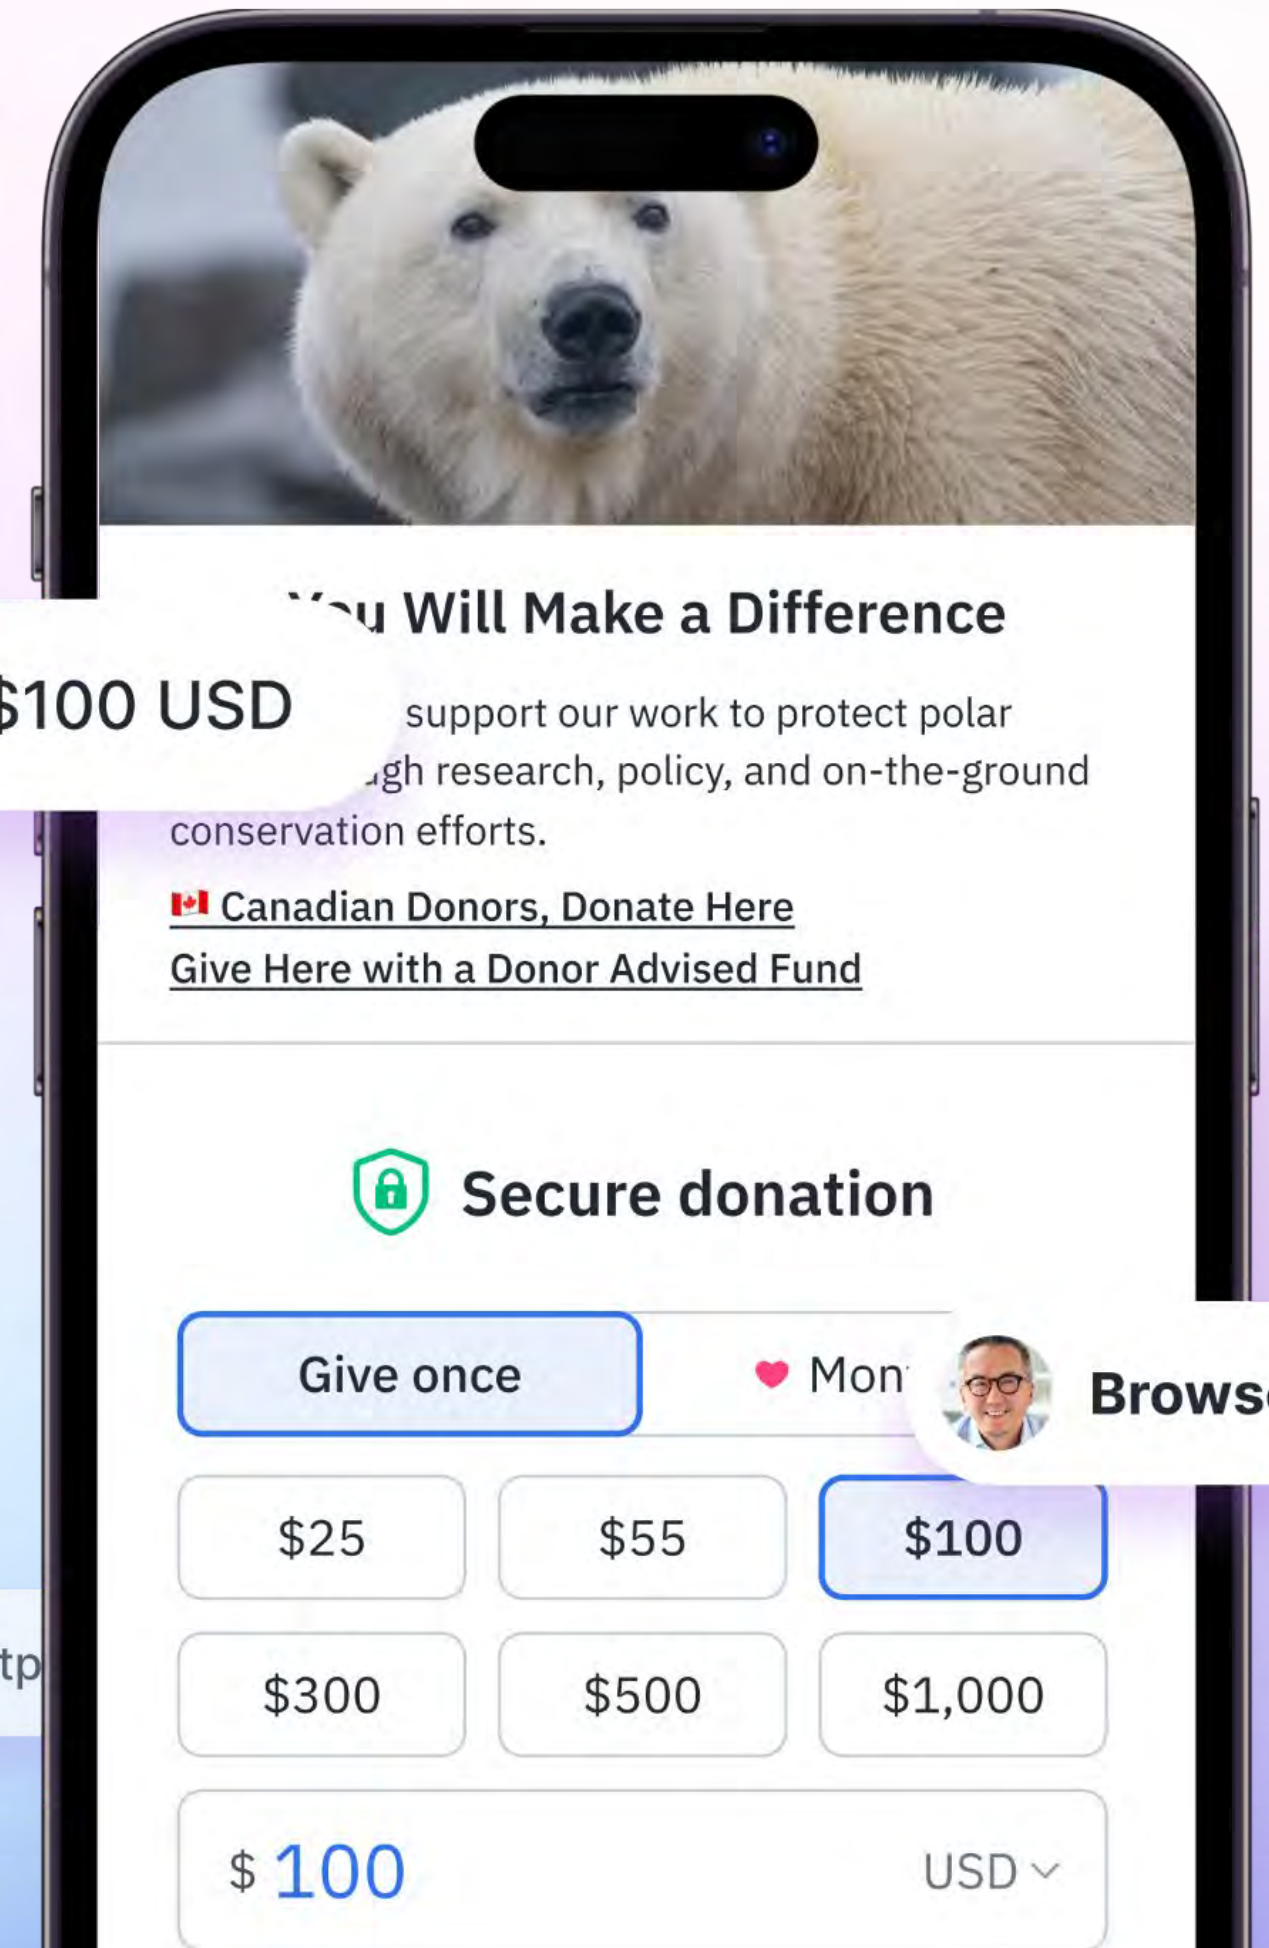 You Will Make a Difference
$100 USD
support our work to protect polar
research, policy, and on-the-ground
conservation efforts.
Canadian Donors, Donate Here
Give Here with a Donor Advised Fund
Secure donation
Give once
$25
$55
$100
$300
$500
$1,000
$ 100
USD